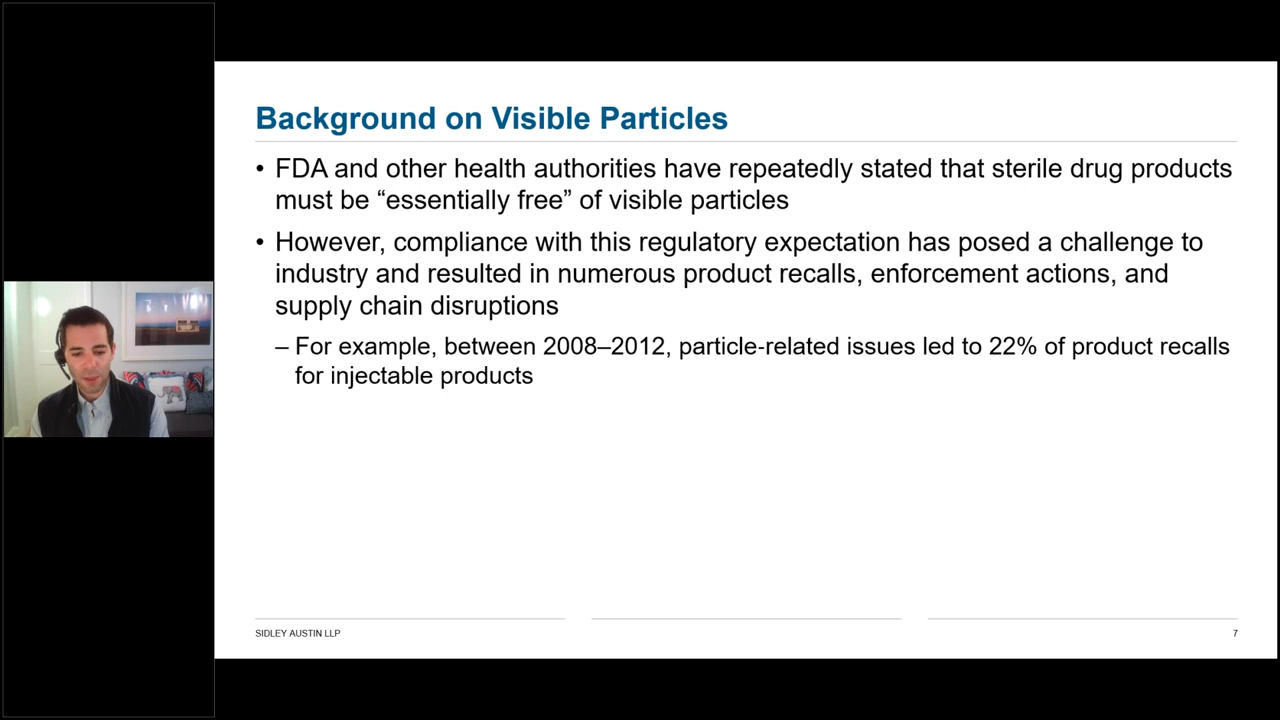 Background on Visible Particles
• FDA and other health authorities have repeatedly stated that sterile drug products
must be “essentially free” of visible particles
• However, compliance with this regulatory expectation has posed a challenge to
industry and resulted in numerous product recalls, enforcement actions, and
supply chain disruptions
– For example, between 2008–2012, particle-related issues led to 22% of product recalls
for injectable products
SIDLEY AUSTIN LLP
7